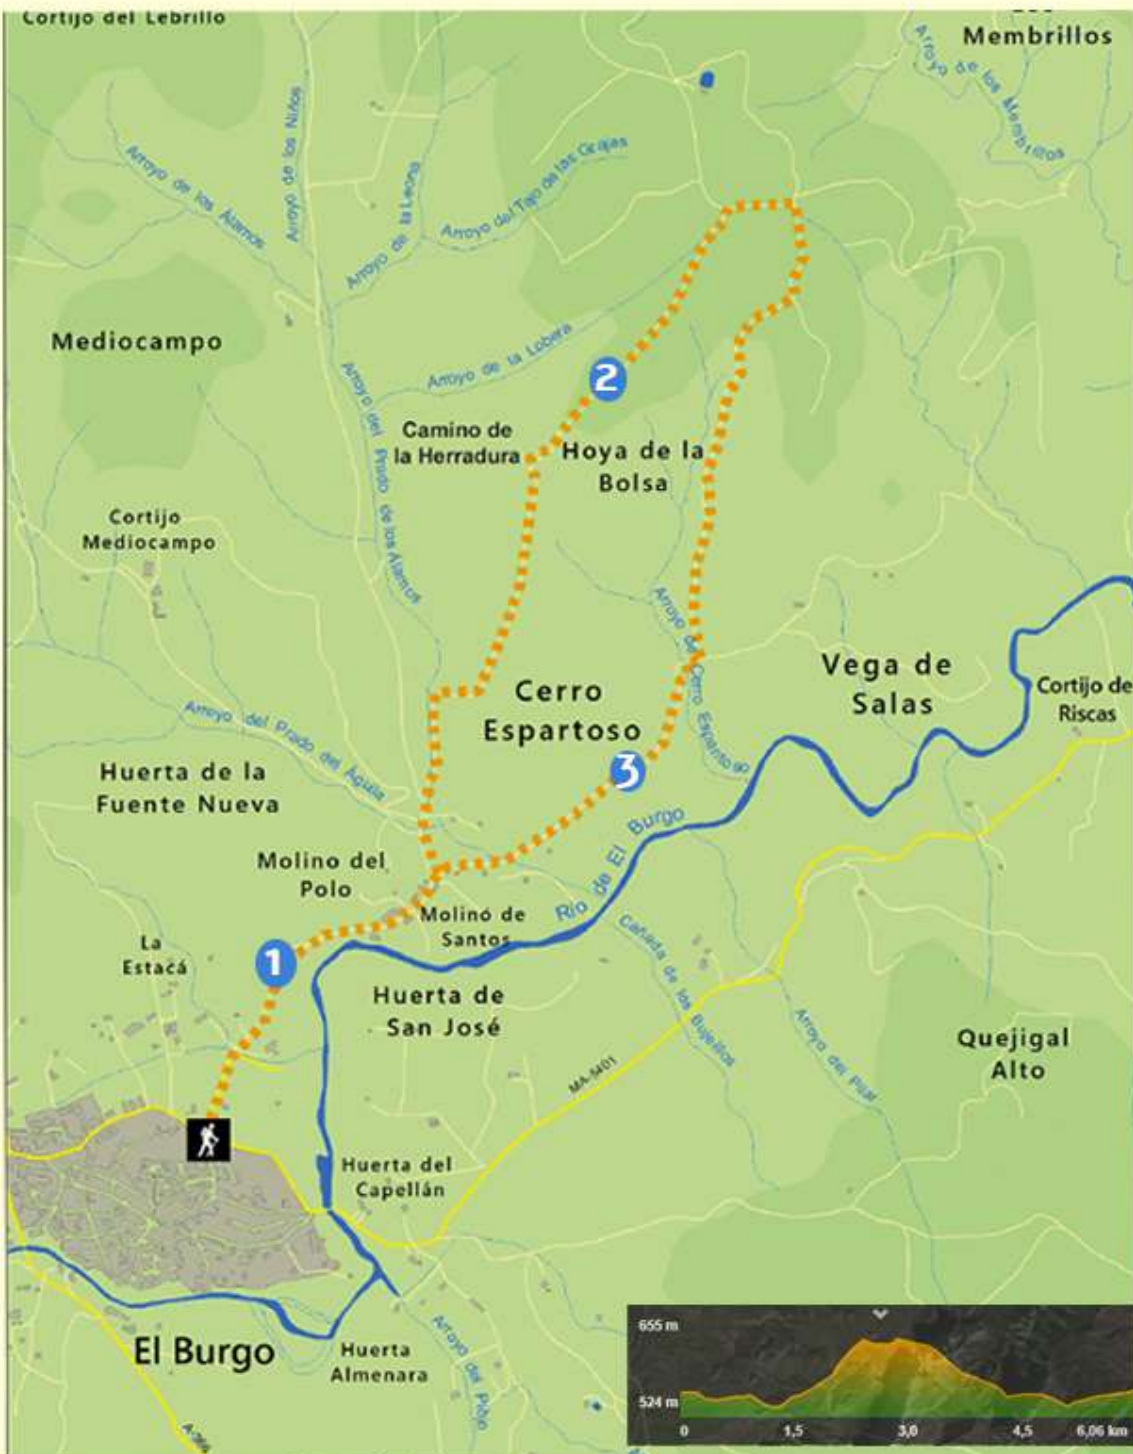 Cortijo del Lebrillo
Membrillos
Arroyo de los Membrillos
Arroyo de los Niños
Arroyo de los Álamos
Arroyo de la Leona
Arroyo del Tajo de las Grajas
Mediocampo
Arroyo de la Lobera
2
Arroyo del Prado de los Álamos
Camino de
la Herradura
Hoya de la
Bolsa
Cortijo
Mediocampo
Arroyo de Cerro Espartoso
Vega de
Salas
Cortijo de
Riscas
Cerro
Espartoso
Arroyo del Prado del Águila
Huerta de la
Fuente Nueva
3
Río de El Burgo
Molino del
Polo
Molino de
Santos
La
Estacá
1
Cañada de los Bujeillos
Huerta de
San José
Arroyo del Pilar
Quejigal
Alto
MA-5401
Huerta del
Capellán
El Burgo
Huerta
Almenara
Arroyo del Plijo
A-366
655 m
524 m
0 1,5 3,0 4,5 6,06 km